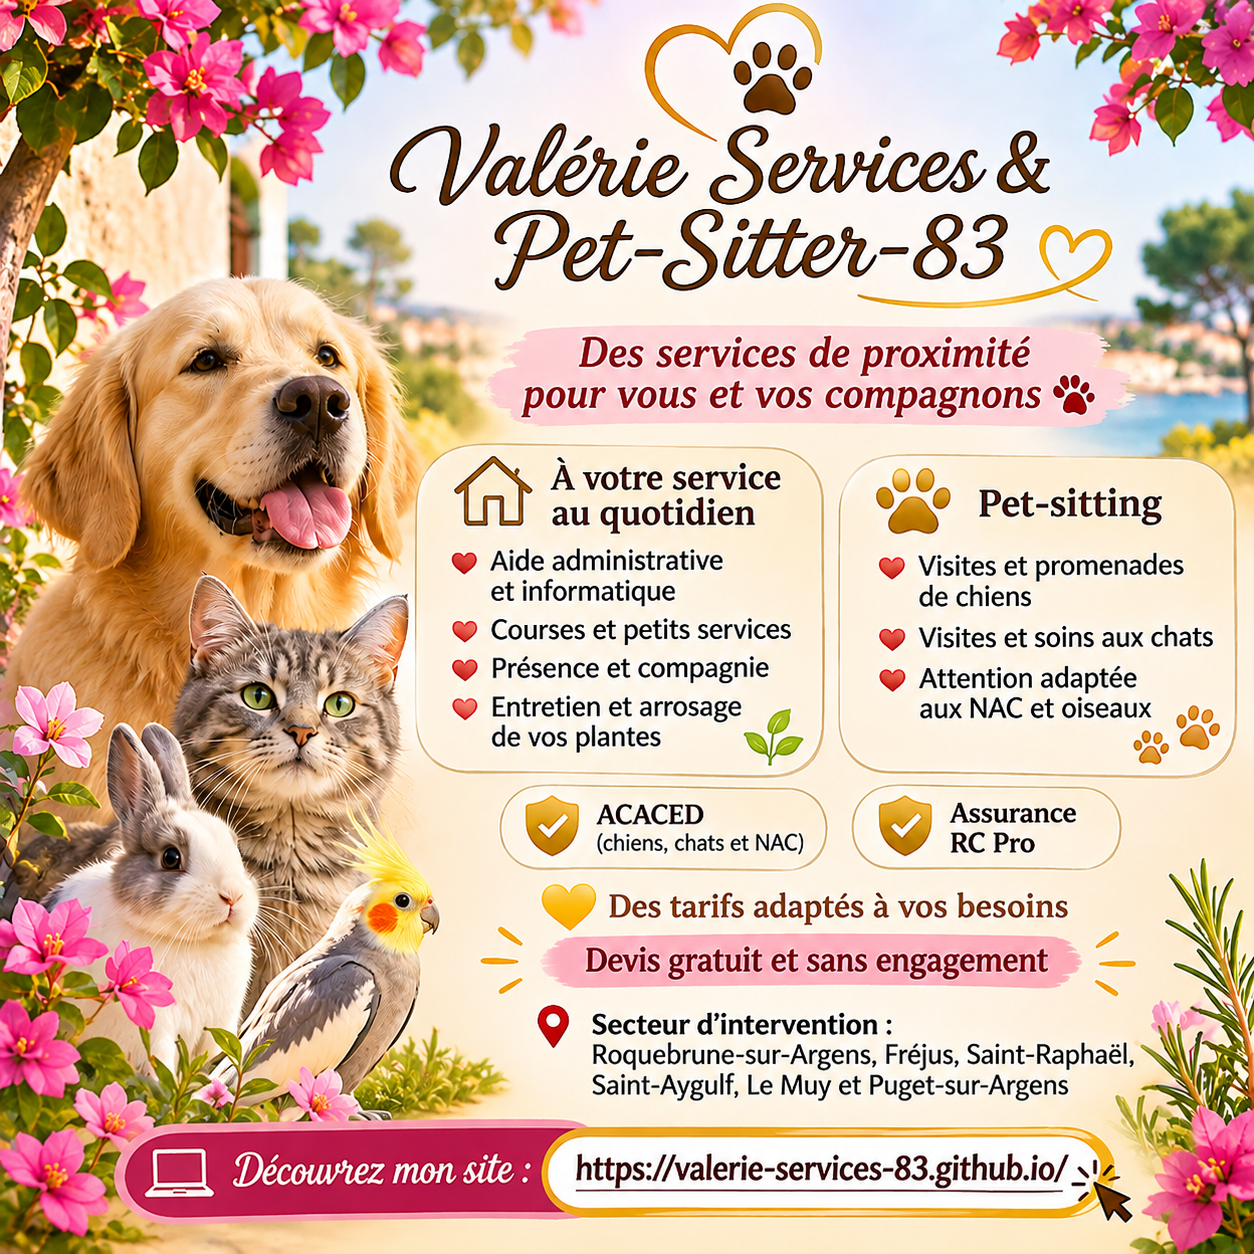 Valérie Services &
Pet-Sitter-83
Des services de proximité
pour vous et vos compagnons
À votre service
au quotidien
Aide administrative
et informatique
Courses et petits services
Présence et compagnie
Entretien et arrosage
de vos plantes
Pet-sitting
Visites et promenades
de chiens
Visites et soins aux chats
Attention adaptée
aux NAC et oiseaux
ACACED
(chiens, chats et NAC)
Assurance
RC Pro
Des tarifs adaptés à vos besoins
Devis gratuit et sans engagement
Secteur d'intervention :
Roquebrune-sur-Argens, Fréjus, Saint-Raphaël,
Saint-Aygulf, Le Muy et Puget-sur-Argens
Découvrez mon site :
https://valerie-services-83.github.io/